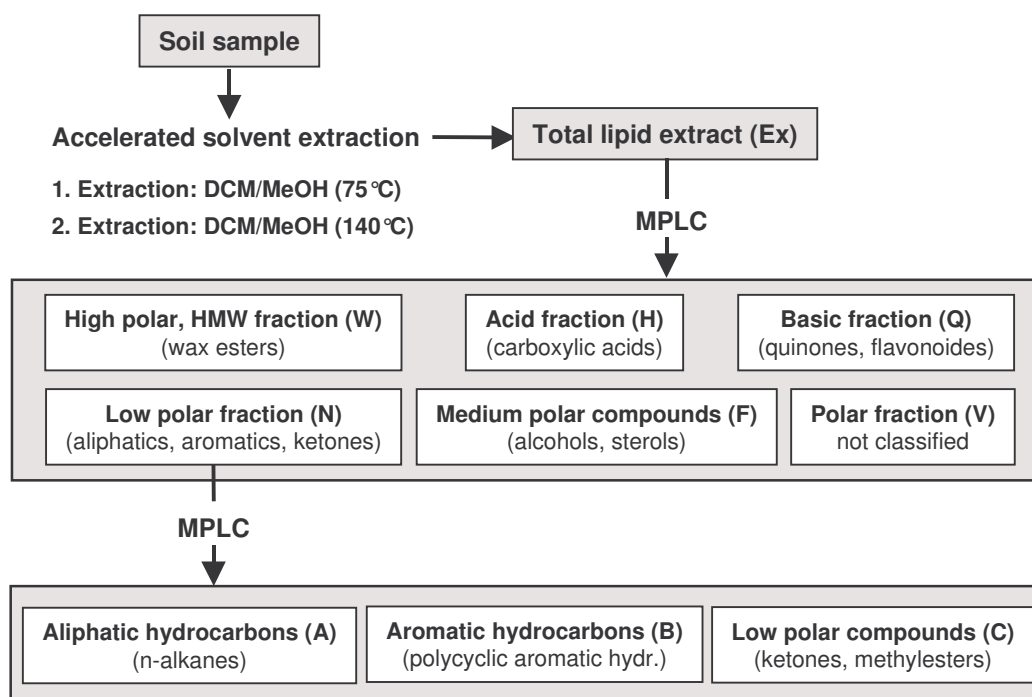 Soil sample
Accelerated solvent extraction
Total lipid extract (Ex)
1. Extraction: DCM/MeOH (75°C)
2. Extraction: DCM/MeOH (140°C)
MPLC
High polar, HMW fraction (W)
(wax esters)
Acid fraction (H)
(carboxylic acids)
Basic fraction (Q)
(quinones, flavonoides)
Low polar fraction (N)
(aliphatics, aromatics, ketones)
Medium polar compounds (F)
(alcohols, sterols)
Polar fraction (V)
not classified
MPLC
Aliphatic hydrocarbons (A)
(n-alkanes)
Aromatic hydrocarbons (B)
(polycyclic aromatic hydr.)
Low polar compounds (C)
(ketones, methylesters)